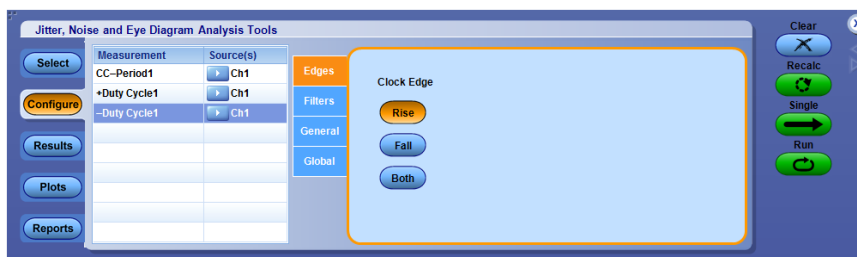 Jitter, Noise and Eye Diagram Analysis Tools
Clear
Select
Measurement Source(s)
CC–Period1 Ch1
+Duty Cycle1 Ch1
–Duty Cycle1 Ch1
Configure
Results
Plots
Reports
Edges
Filters
General
Global
Clock Edge
Rise
Fall
Both
Recalc
Single
Run